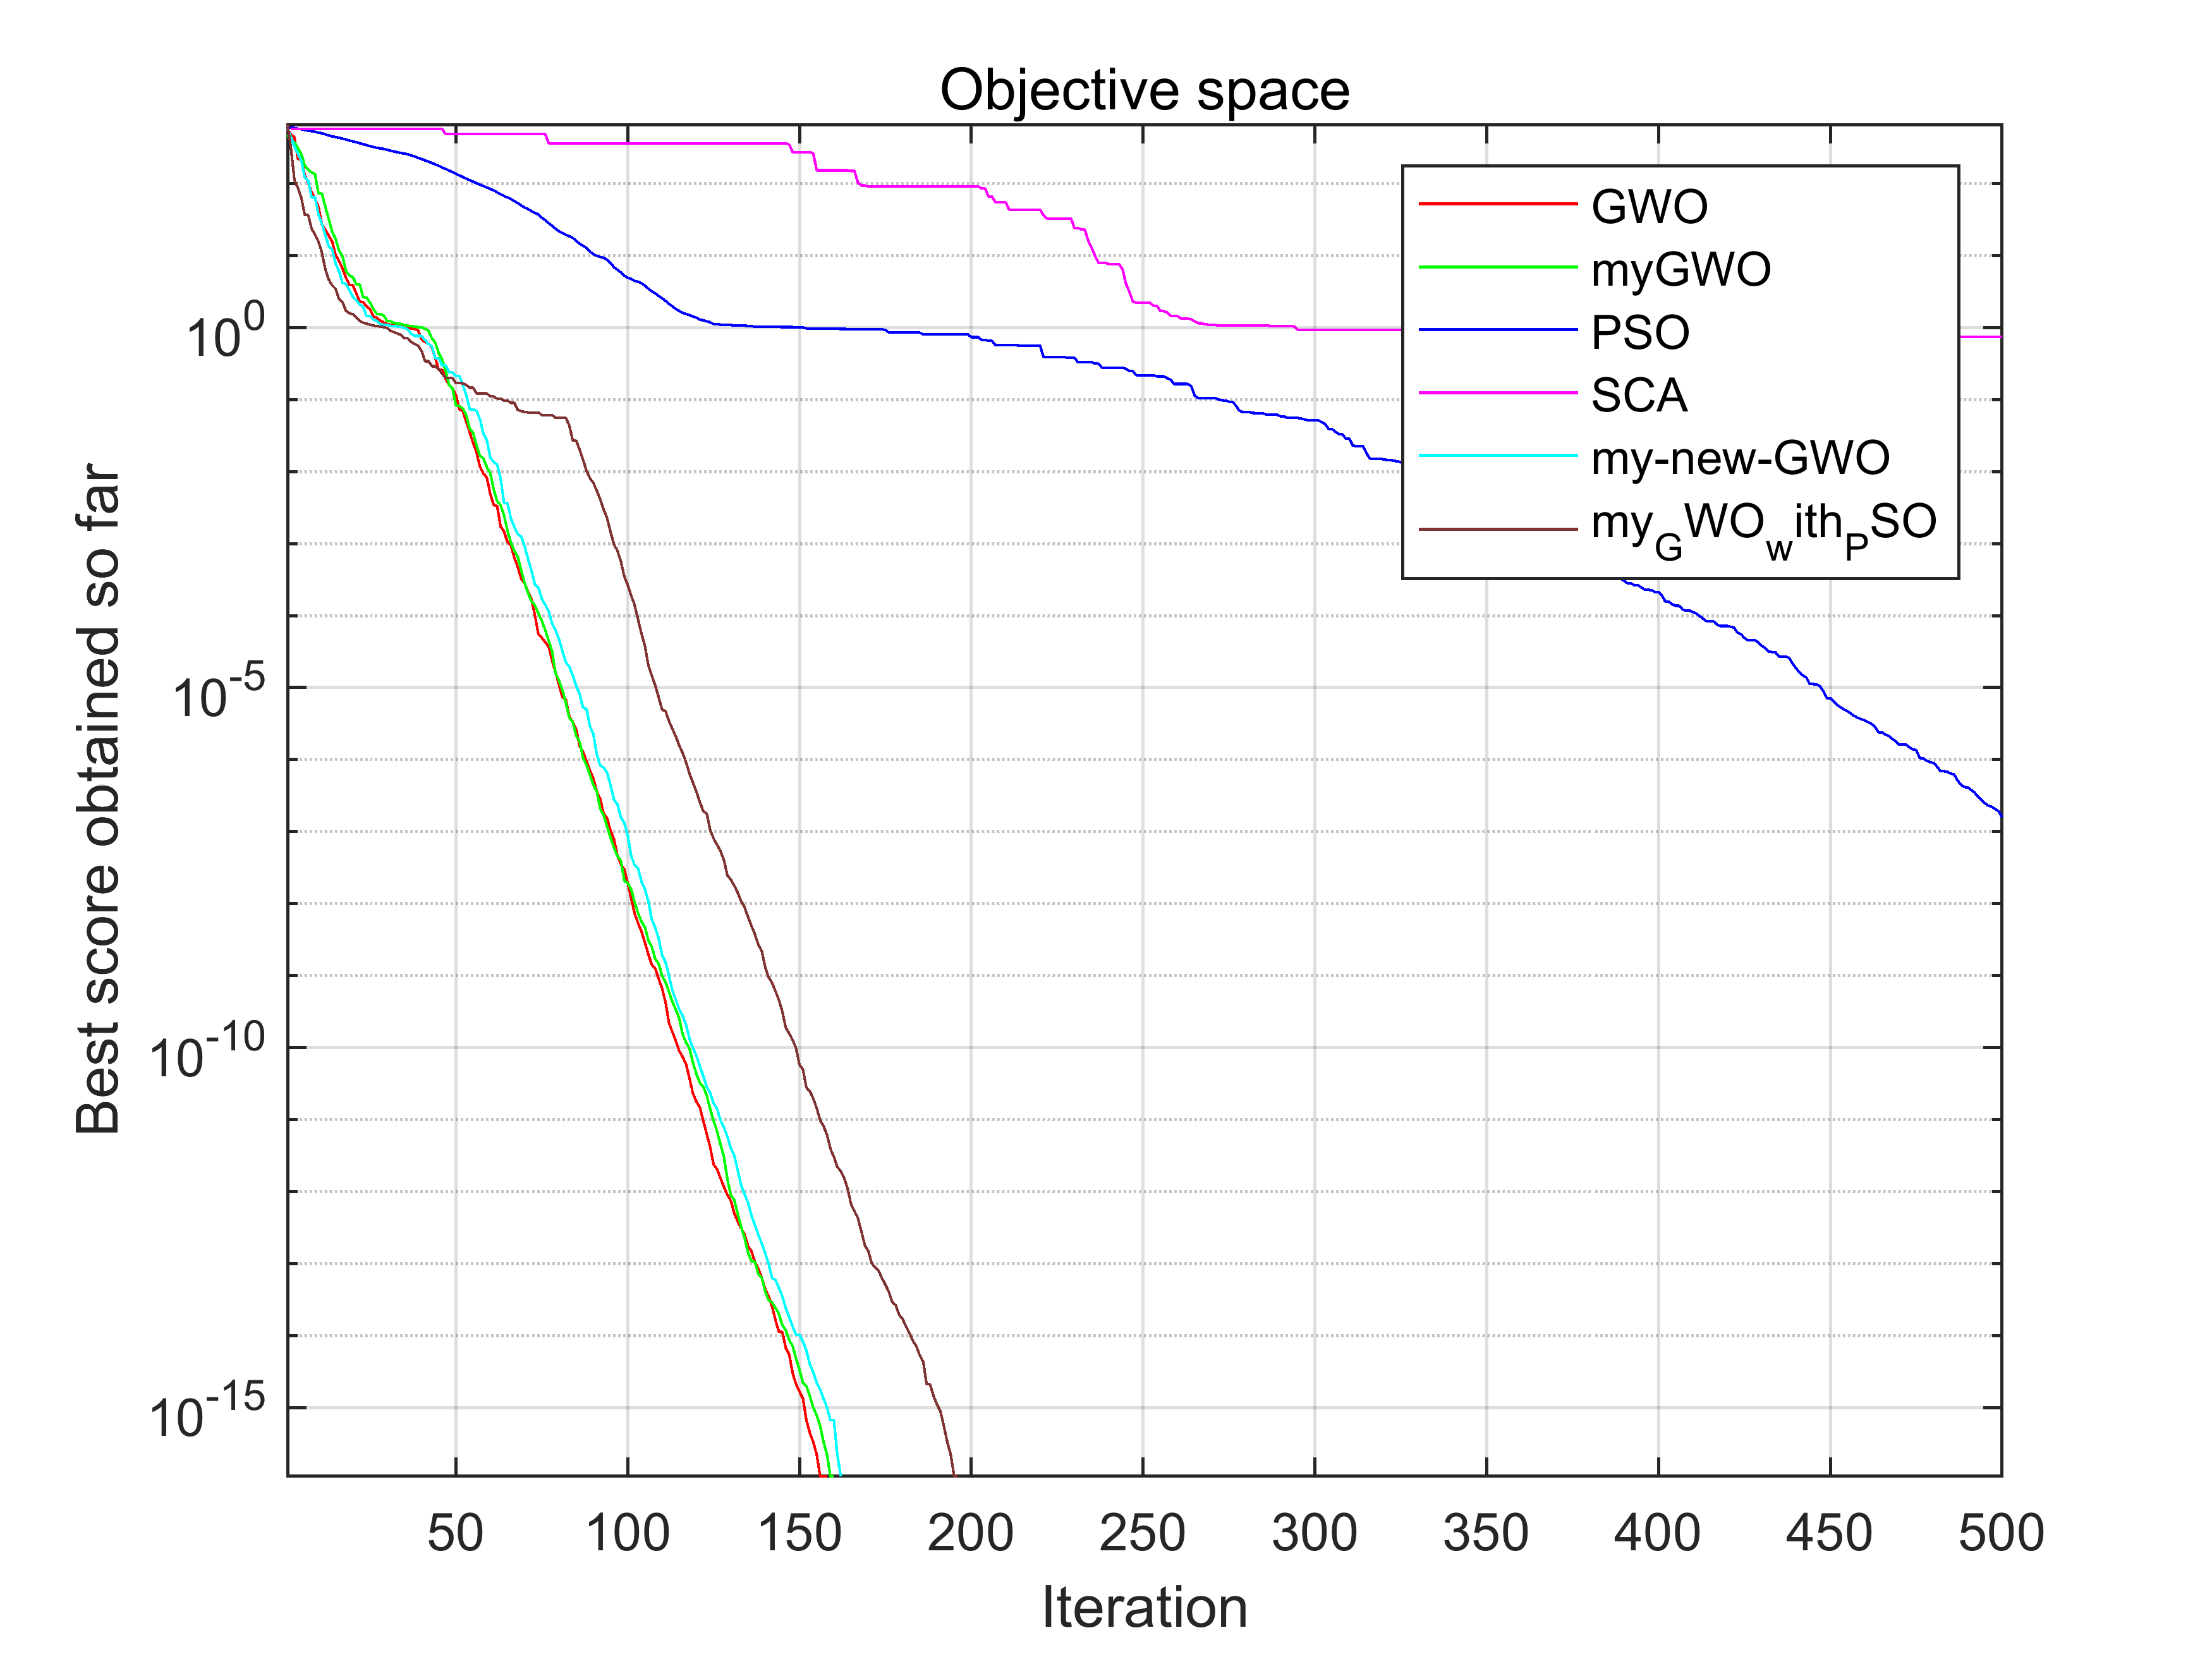 Objective space
Best score obtained so far
10^0
10^-5
10^-10
10^-15
GWO
myGWO
PSO
SCA
my-new-GWO
my_GWO_with_PSO
50 100 150 200 250 300 350 400 450 500
Iteration